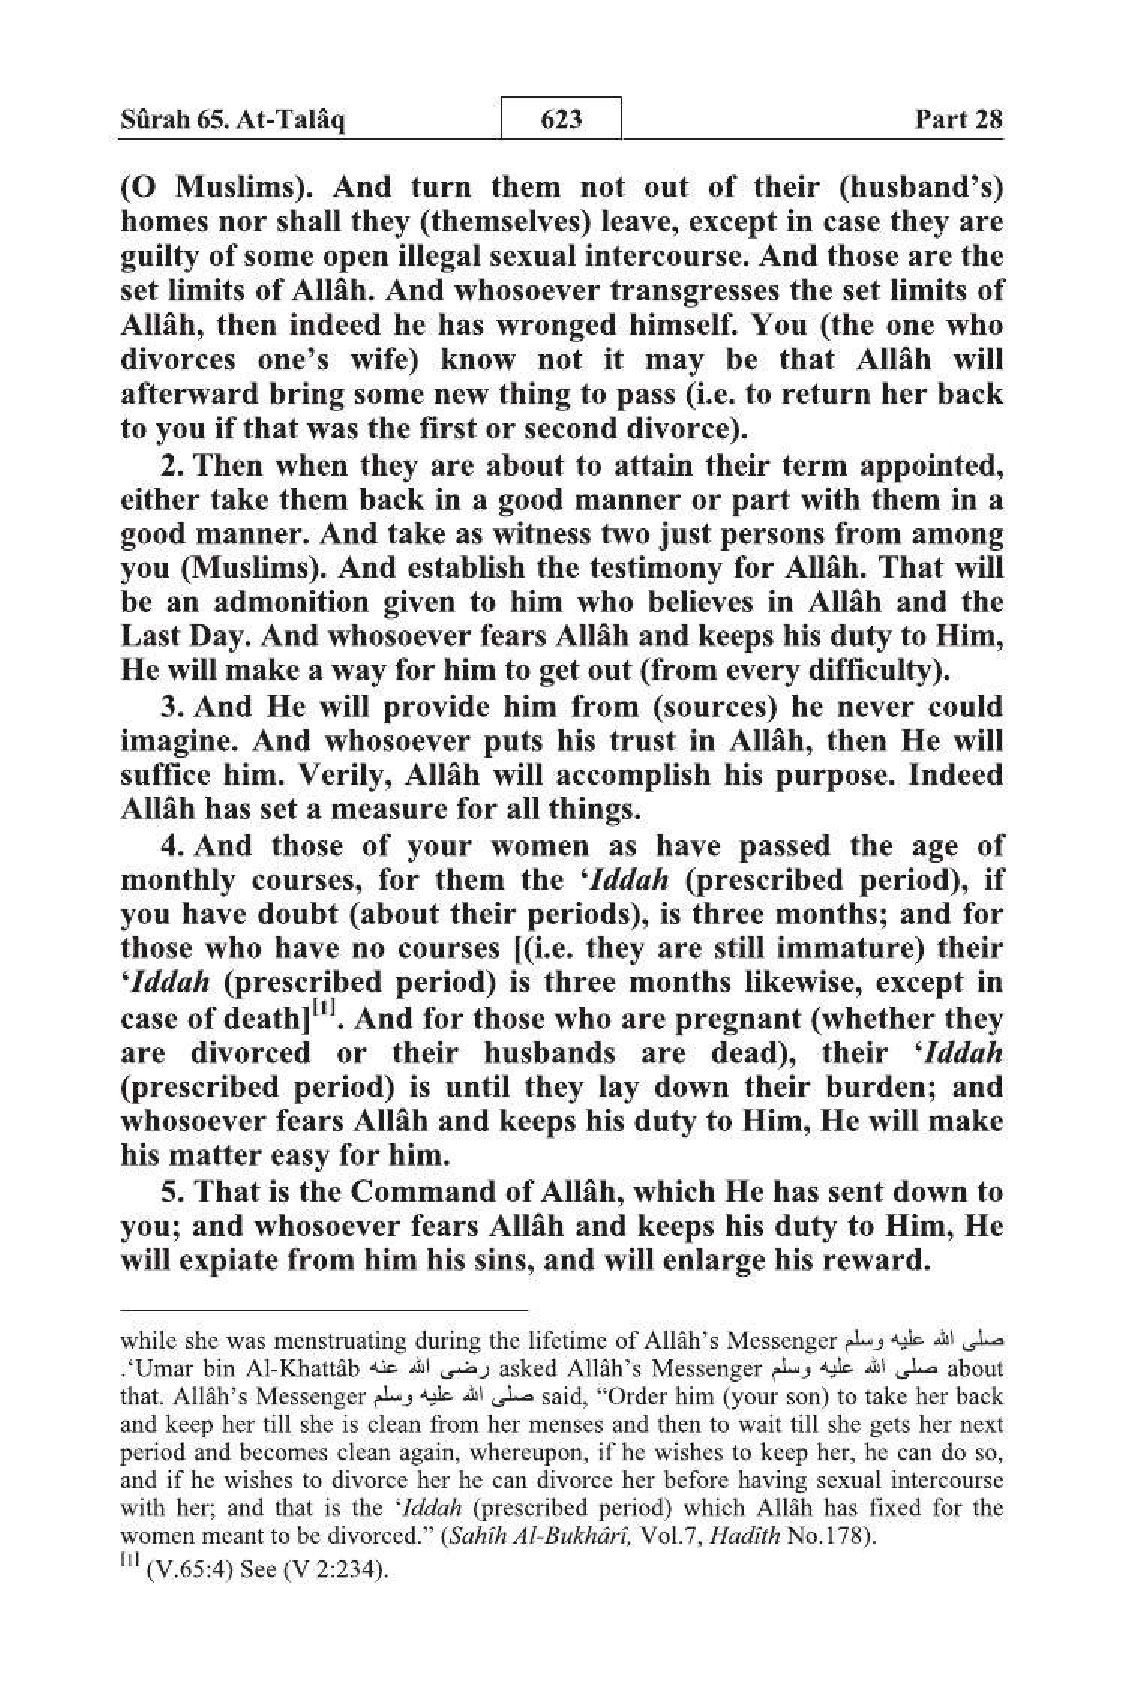 Sûrah 65. At-Talâq 623 Part 28
(O Muslims). And turn them not out of their (husband's)
homes nor shall they (themselves) leave, except in case they are
guilty of some open illegal sexual intercourse. And those are the
set limits of Allâh. And whosoever transgresses the set limits of
Allâh, then indeed he has wronged himself. You (the one who
divorces one's wife) know not it may be that Allâh will
afterward bring some new thing to pass (i.e. to return her back
to you if that was the first or second divorce).
2. Then when they are about to attain their term appointed,
either take them back in a good manner or part with them in a
good manner. And take as witness two just persons from among
you (Muslims). And establish the testimony for Allâh. That will
be an admonition given to him who believes in Allâh and the
Last Day. And whosoever fears Allâh and keeps his duty to Him,
He will make a way for him to get out (from every difficulty).
3. And He will provide him from (sources) he never could
imagine. And whosoever puts his trust in Allâh, then He will
suffice him. Verily, Allâh will accomplish his purpose. Indeed
Allâh has set a measure for all things.
4. And those of your women as have passed the age of
monthly courses, for them the ‘Iddah (prescribed period), if
you have doubt (about their periods), is three months; and for
those who have no courses [(i.e. they are still immature) their
‘Iddah (prescribed period) is three months likewise, except in
case of death][1]. And for those who are pregnant (whether they
are divorced or their husbands are dead), their ‘Iddah
(prescribed period) is until they lay down their burden; and
whosoever fears Allâh and keeps his duty to Him, He will make
his matter easy for him.
5. That is the Command of Allâh, which He has sent down to
you; and whosoever fears Allâh and keeps his duty to Him, He
will expiate from him his sins, and will enlarge his reward.
while she was menstruating during the lifetime of Allâh's Messenger صلى الله عليه وسلم
.‘Umar bin Al-Khattâb رضى الله عنه asked Allâh's Messenger صلى الله عليه وسلم about
that. Allâh's Messenger صلى الله عليه وسلم said, “Order him (your son) to take her back
and keep her till she is clean from her menses and then to wait till she gets her next
period and becomes clean again, whereupon, if he wishes to keep her, he can do so,
and if he wishes to divorce her he can divorce her before having sexual intercourse
with her; and that is the ‘Iddah (prescribed period) which Allâh has fixed for the
women meant to be divorced.” (Sahîh Al-Bukhârî, Vol.7, Hadîth No.178).
[1] (V.65:4) See (V 2:234).